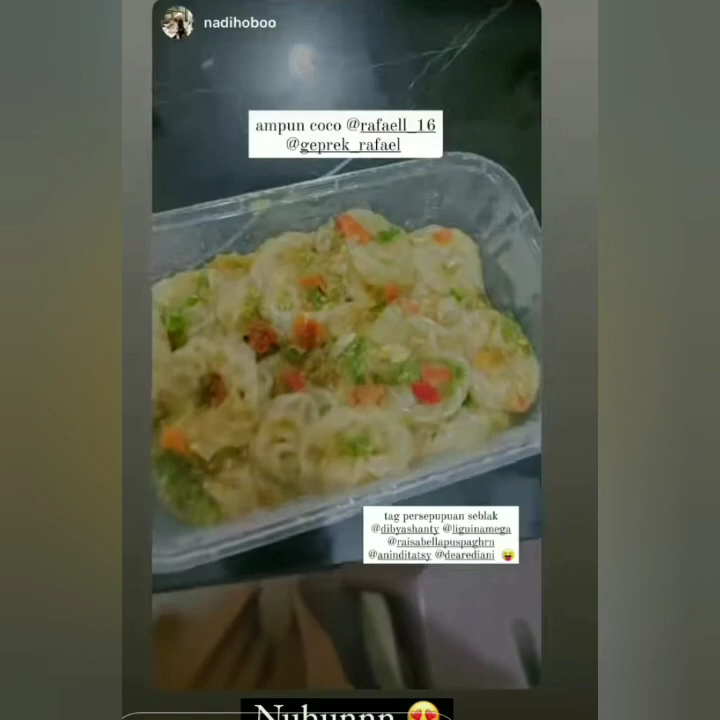 nadihoboo
ampun coco @rafaell_16
@geprek_rafael
tag persepupuan seblak
@dibyashanty @liguinamega
@raisabellapuspaghrn
@aninditatsy @dearediani 😝
Nuhunnn 😍